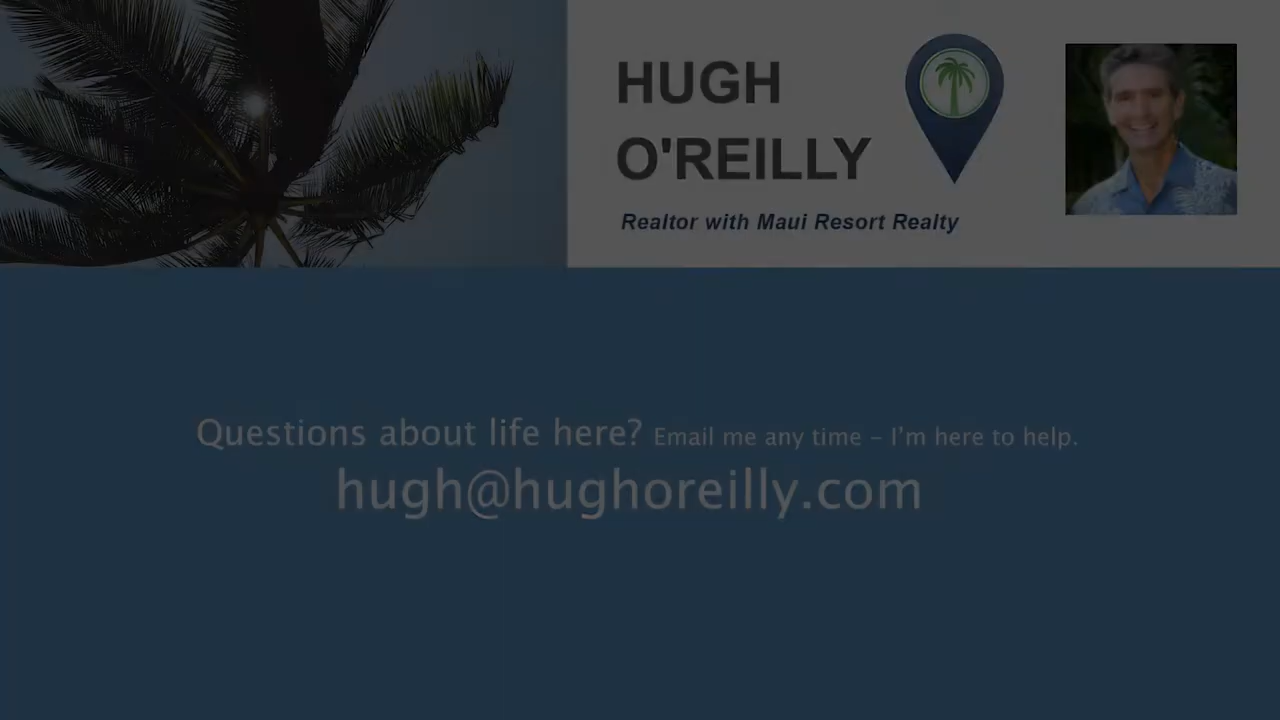 HUGH
O'REILLY
Realtor with Maui Resort Realty
Questions about life here? Email me any time – I'm here to help.
hugh@hughoreilly.com